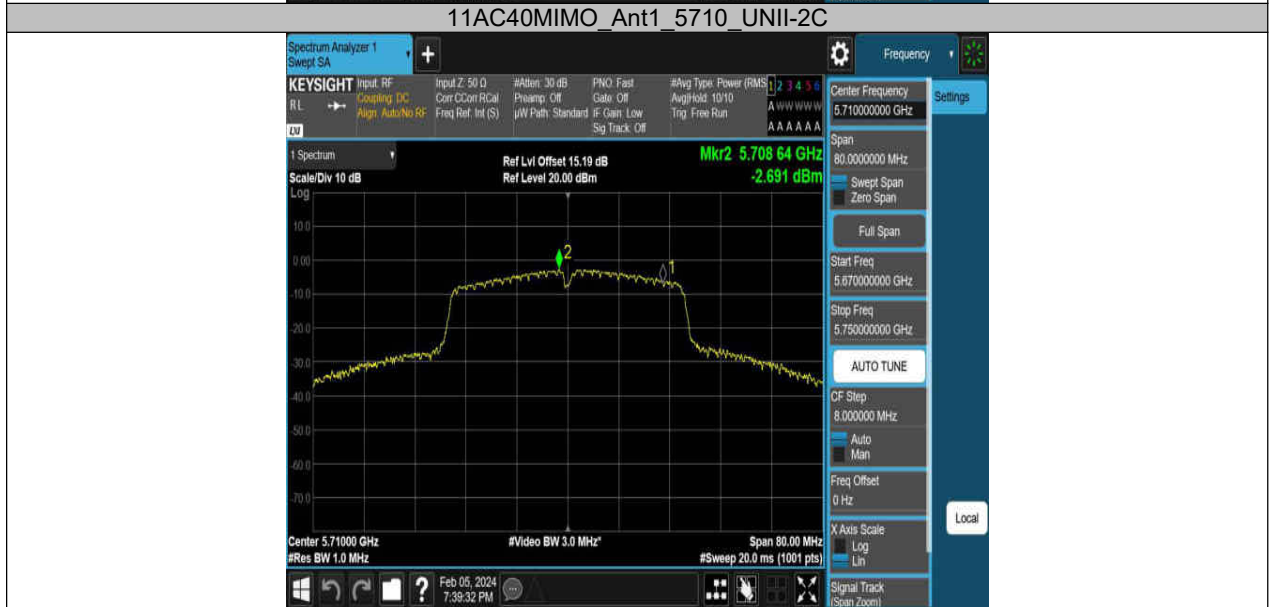 11AC40MIMO_Ant1_5710_UNII-2C
Spectrum Analyzer 1
Swept SA
Frequency
KEYSIGHT
RL
LXI
Input: RF
Coupling: DC
Align: Auto/No RF
Input Z: 50 Ω
Corr CCorr RCal
Freq Ref: Int (S)
#Atten: 30 dB
Preamp: Off
µW Path: Standard
PNO: Fast
Gate: Off
IF Gain: Low
Sig Track: Off
#Avg Type: Power (RMS
Avg|Hold: 10/10
Trig: Free Run
1 2 3 4 5 6
A W W W W W
A A A A A A
1 Spectrum
Scale/Div 10 dB
Ref Lvl Offset 15.19 dB
Ref Level 20.00 dBm
Mkr2 5.708 64 GHz
-2.691 dBm
Log
10.0
0.00
-10.0
-20.0
-30.0
-40.0
-50.0
-60.0
-70.0
2
1
Center 5.71000 GHz
#Res BW 1.0 MHz
#Video BW 3.0 MHz*
Span 80.00 MHz
#Sweep 20.0 ms (1001 pts)
Feb 05, 2024
7:39:32 PM
Center Frequency
5.710000000 GHz
Settings
Span
80.0000000 MHz
Swept Span
Zero Span
Full Span
Start Freq
5.670000000 GHz
Stop Freq
5.750000000 GHz
AUTO TUNE
CF Step
8.000000 MHz
Auto
Man
Freq Offset
0 Hz
X Axis Scale
Log
Lin
Local
Signal Track
(Span Zoom)